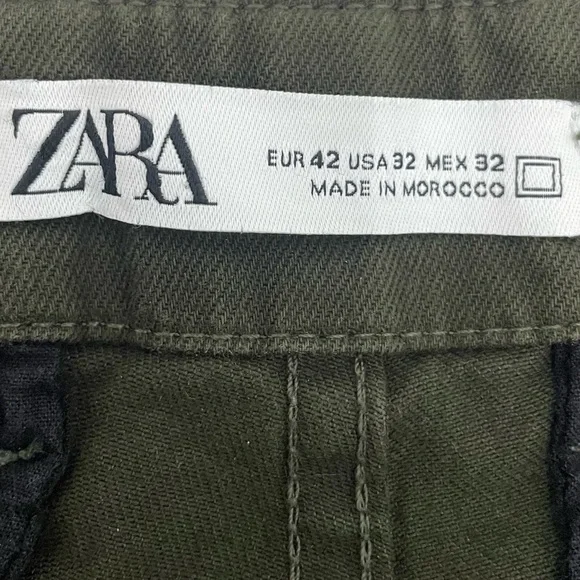 ZARA
EUR 42 USA 32 MEX 32
MADE IN MOROCCO